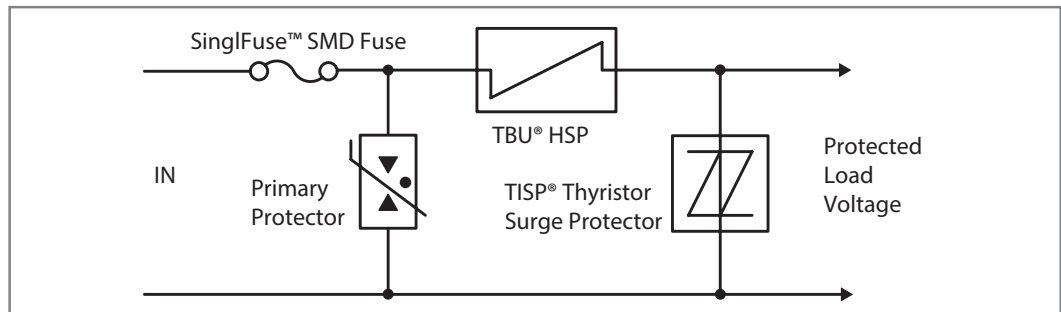 SinglFuse™ SMD Fuse
TBU® HSP
IN
Primary
Protector
TISP® Thyristor
Surge Protector
Protected
Load
Voltage